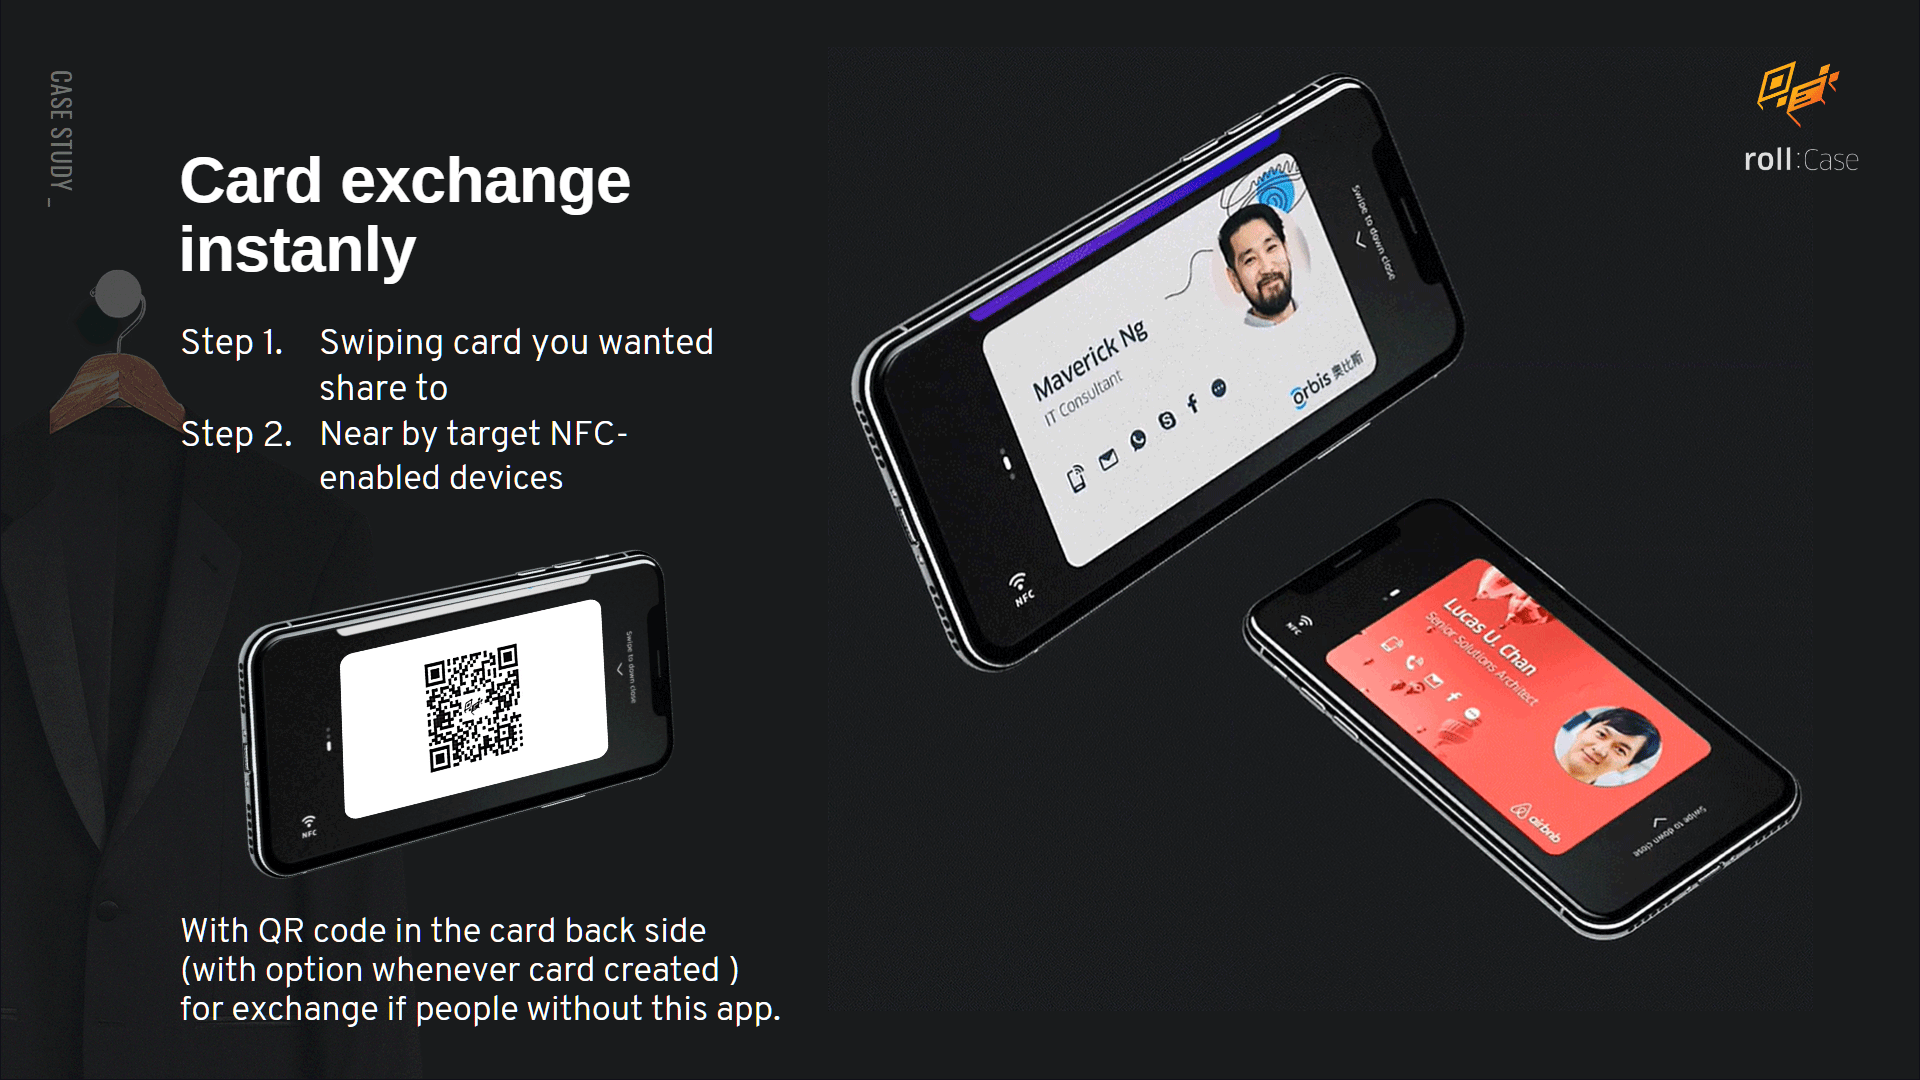 CASE STUDY _
roll:Case
Card exchange
instanly
Step 1. Swiping card you wanted
share to
Step 2. Near by target NFC-
enabled devices
Swipe to down close
NFC
With QR code in the card back side
(with option whenever card created )
for exchange if people without this app.
Maverick Ng
IT Consultant
orbis 奥比斯
Swipe to down close
NFC
Lucas U. Chan
Senior Solutions Architect
airbnb
Swipe to down close
NFC